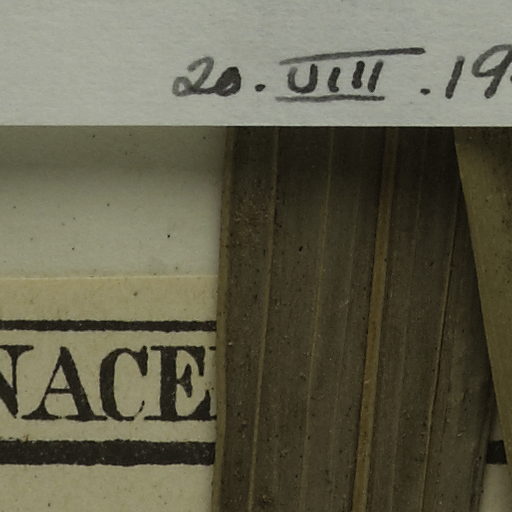 20. VIII . 19
NACE